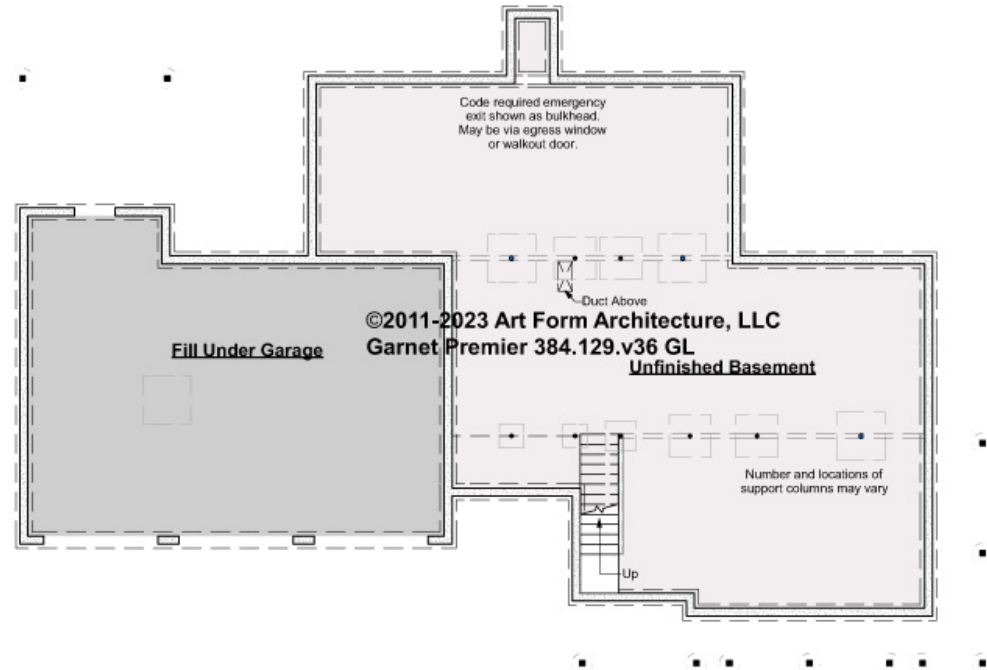 Code required emergency
exit shown as bulkhead.
May be via egress window
or walkout door.
Duct Above
©2011-2023 Art Form Architecture, LLC
Garnet Premier 384.129.v36 GL
Fill Under Garage
Unfinished Basement
Number and locations of
support columns may vary
Up